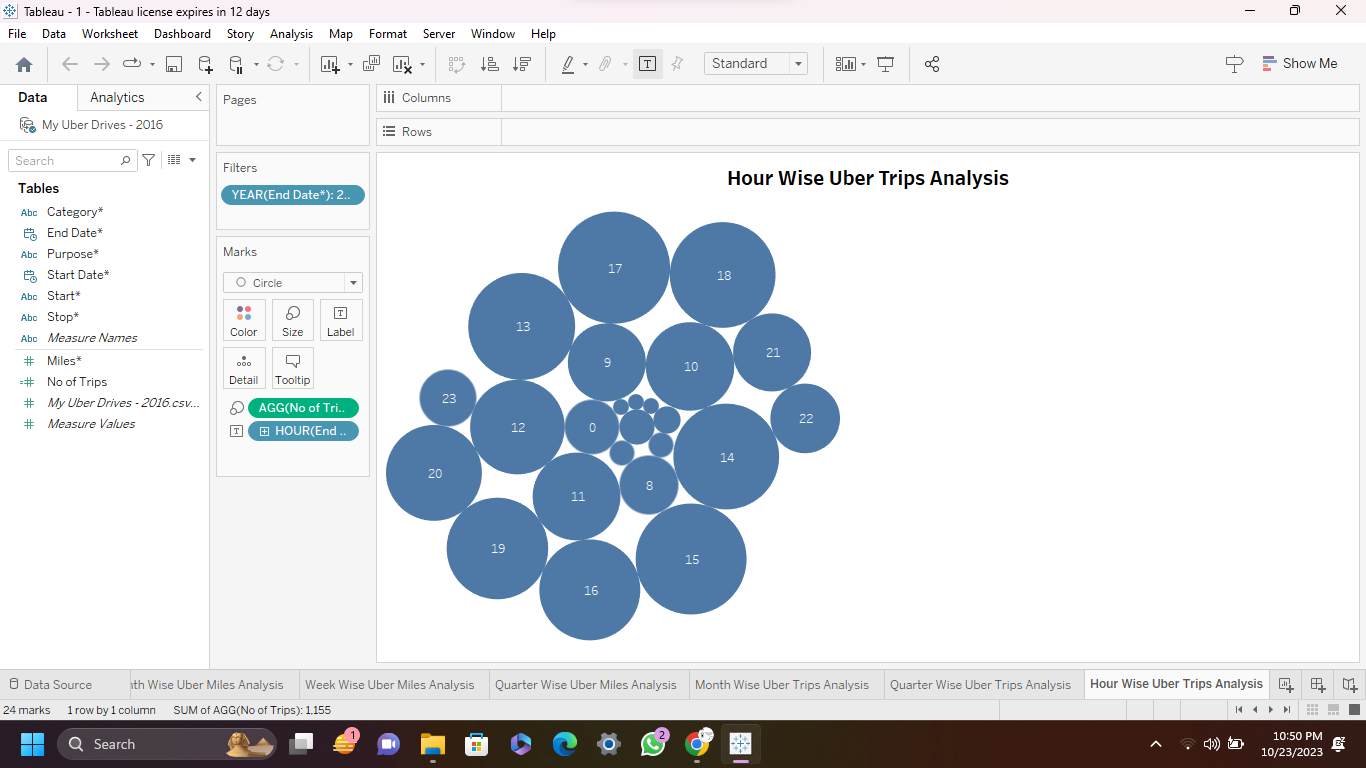 Tableau - 1 - Tableau license expires in 12 days
File Data Worksheet Dashboard Story Analysis Map Format Server Window Help
Standard
Show Me
Data Analytics
My Uber Drives - 2016
Search
Tables
Abc Category*
End Date*
Abc Purpose*
Start Date*
Abc Start*
Abc Stop*
Abc Measure Names
Miles*
No of Trips
My Uber Drives - 2016.csv...
Measure Values
Pages
Filters
YEAR(End Date*): 2..
Marks
Circle
Color Size Label
Detail Tooltip
AGG(No of Tri..
HOUR(End ..
Columns
Rows
Hour Wise Uber Trips Analysis
17
18
13
21
9
10
23
22
12
0
14
20
8
11
19
15
16
Data Source nth Wise Uber Miles Analysis Week Wise Uber Miles Analysis Quarter Wise Uber Miles Analysis Month Wise Uber Trips Analysis Quarter Wise Uber Trips Analysis Hour Wise Uber Trips Analysis
24 marks 1 row by 1 column SUM of AGG(No of Trips): 1,155
Search
1
2
10:50 PM
10/23/2023